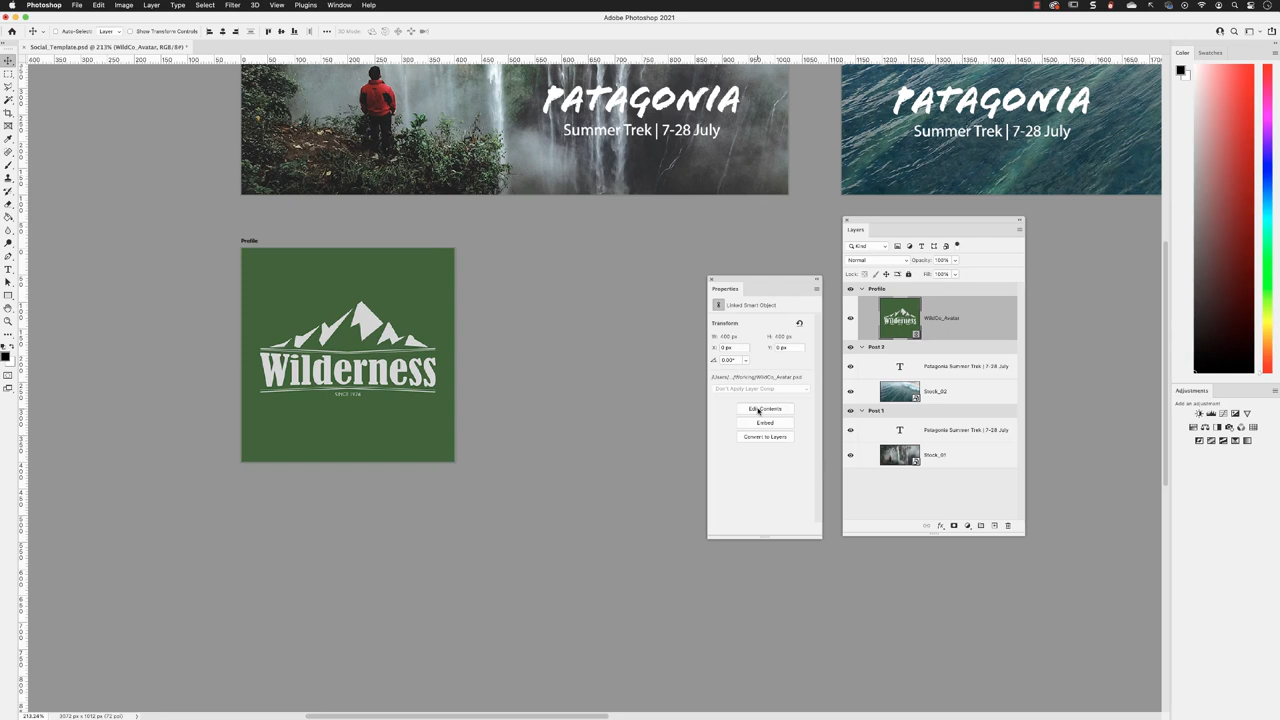 Photoshop File Edit Image Layer Type Select Filter 3D View Plugins Window Help
Adobe Photoshop 2021
Auto-Select: Layer Show Transform Controls 3D Mode:
Social_Template.psd @ 213% (WildCo_Avatar, RGB/8#) *
Color Swatches
PATAGONIA
Summer Trek | 7-28 July
PATAGONIA
Summer Trek | 7-28 July
Profile
Wilderness
SINCE 1974
Properties
Linked Smart Object
Transform
W: 400 px H: 400 px
X: 0 px Y: 0 px
0.00°
/Users/.../Working/WildCo_Avatar.psd
Don't Apply Layer Comp
Edit Contents
Embed
Convert to Layers
Layers
Kind
Normal Opacity: 100%
Lock: Fill: 100%
Profile
WildCo_Avatar
Post 2
Patagonia Summer Trek | 7-28 July
Stock_02
Post 1
Patagonia Summer Trek | 7-28 July
Stock_01
Adjustments
Add an adjustment
213.24% 3072 px x 1012 px (72 ppi)